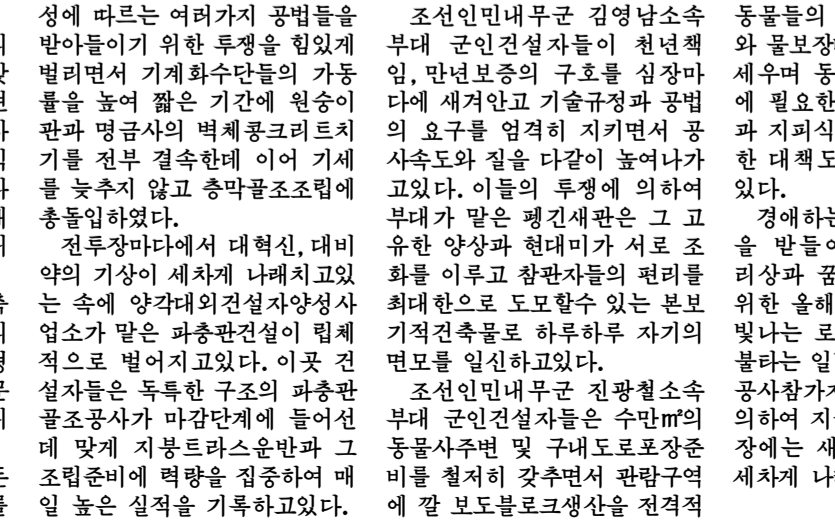 성에 따르는 여러가지 공법들을
받아들이기 위한 투쟁을 힘있게
벌리면서 기계화수단들의 가동
률을 높여 짧은 기간에 원숭이
관과 명금사의 벽체콩크리트치
기를 전부 결속한데 이어 기세
를 늦추지 않고 층막골조조립에
총돌입하였다.
전투장마다에서 대혁신, 대비
약의 기상이 세차게 나래치고있
는 속에 양각대외건설자양성사
업소가 맡은 파충관건설이 립체
적으로 벌어지고있다. 이곳 건
설자들은 독특한 구조의 파충관
골조공사가 마감단계에 들어선
데 맞게 지붕트라스운반과 그
조립준비에 력량을 집중하여 매
일 높은 실적을 기록하고있다.
조선인민내무군 김영남소속
부대 군인건설자들이 천년책
임, 만년보증의 구호를 심장마
다에 새겨안고 기술규정과 공법
의 요구를 엄격히 지키면서 공
사속도와 질을 다같이 높여나가
고있다. 이들의 투쟁에 의하여
부대가 맡은 펭긴새관은 그 고
유한 양상과 현대미가 서로 조
화를 이루고 참관자들의 편리를
최대한으로 도모할수 있는 본보
기적건축물로 하루하루 자기의
면모를 일신하고있다.
조선인민내무군 진광철소속
부대 군인건설자들은 수만㎡의
동물사주변 및 구내도로포장준
비를 철저히 갖추면서 관람구역
에 깔 보도블로크생산을 전격적
동물들의
와 물보장
세우며 동
에 필요한
과 지피식
한 대책도
있다.
경애하는
을 받들어
리상과 꿈
위한 올해
빛나는 로
불타는 일
공사참가자
의하여 지
장에는 새
세차게 나